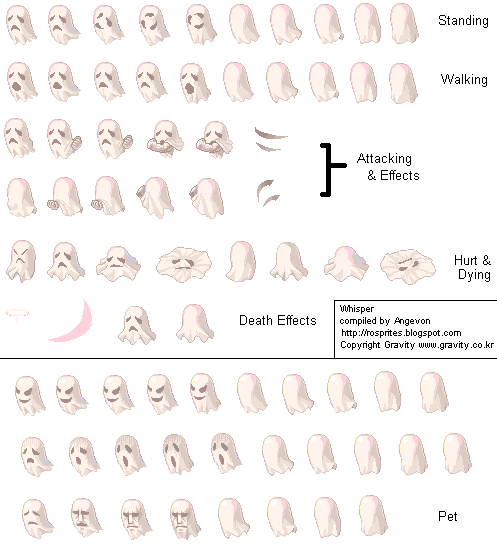 Standing
Walking
Attacking
& Effects
Hurt &
Dying
Death Effects
Whisper
compiled by Angevon
http://rosprites.blogspot.com
Copyright Gravity www.gravity.co.kr
Pet